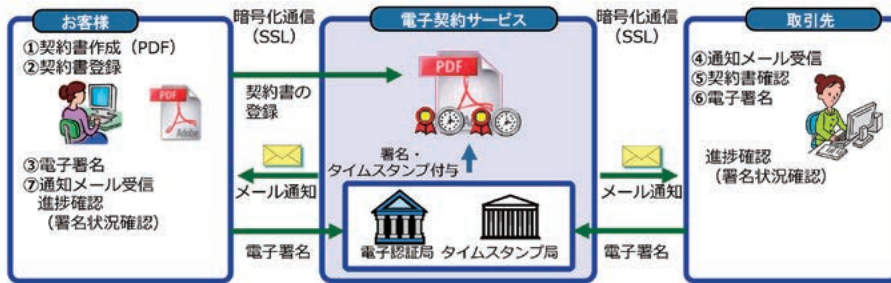 お客様
①契約書作成（PDF）
②契約書登録
PDF
Adobe
③電子署名
⑦通知メール受信
進捗確認
（署名状況確認）
暗号化通信
（SSL）
契約書の
登録
メール通知
電子署名
電子契約サービス
PDF
署名・
タイムスタンプ付与
電子認証局
タイムスタンプ局
暗号化通信
（SSL）
メール通知
電子署名
取引先
④通知メール受信
⑤契約書確認
⑥電子署名
進捗確認
（署名状況確認）